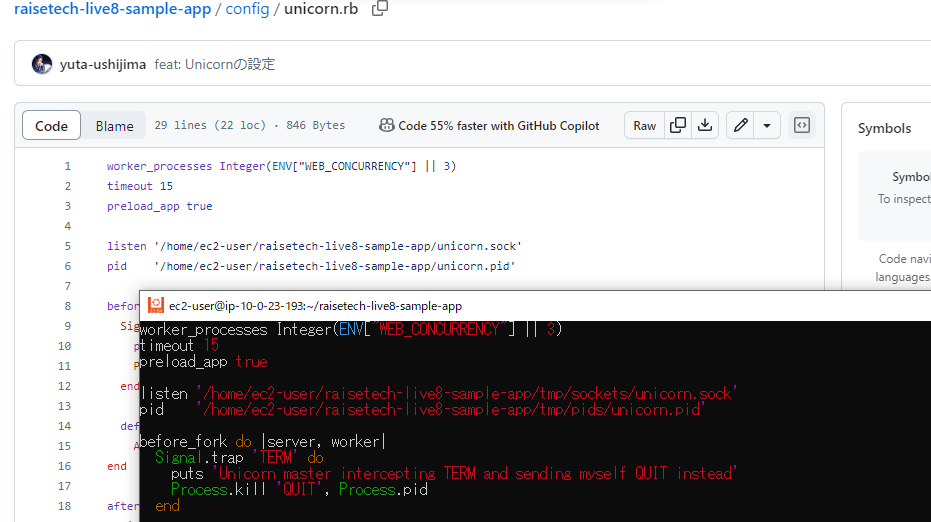 raisetech-live8-sample-app / config / unicorn.rb
yuta-ushijima feat: Unicornの設定
Code Blame 29 lines (22 loc) · 846 Bytes Code 55% faster with GitHub Copilot Raw
Symbols
1 worker_processes Integer(ENV["WEB_CONCURRENCY"] || 3)
2 timeout 15
3 preload_app true
4
5 listen '/home/ec2-user/raisetech-live8-sample-app/unicorn.sock'
6 pid '/home/ec2-user/raisetech-live8-sample-app/unicorn.pid'
7
8 befor
9 Sig
10 p
11 P
12 end
13
14 def
15 A
16 end
17
18 after
Symbo
To inspect
Code navi
languages.
ec2-user@ip-10-0-23-193:~/raisetech-live8-sample-app
worker_processes Integer(ENV["WEB_CONCURRENCY"] || 3)
timeout 15
preload_app true
listen '/home/ec2-user/raisetech-live8-sample-app/tmp/sockets/unicorn.sock'
pid '/home/ec2-user/raisetech-live8-sample-app/tmp/pids/unicorn.pid'
before_fork do |server, worker|
Signal.trap 'TERM' do
puts 'Unicorn master intercepting TERM and sending myself QUIT instead'
Process.kill 'QUIT', Process.pid
end